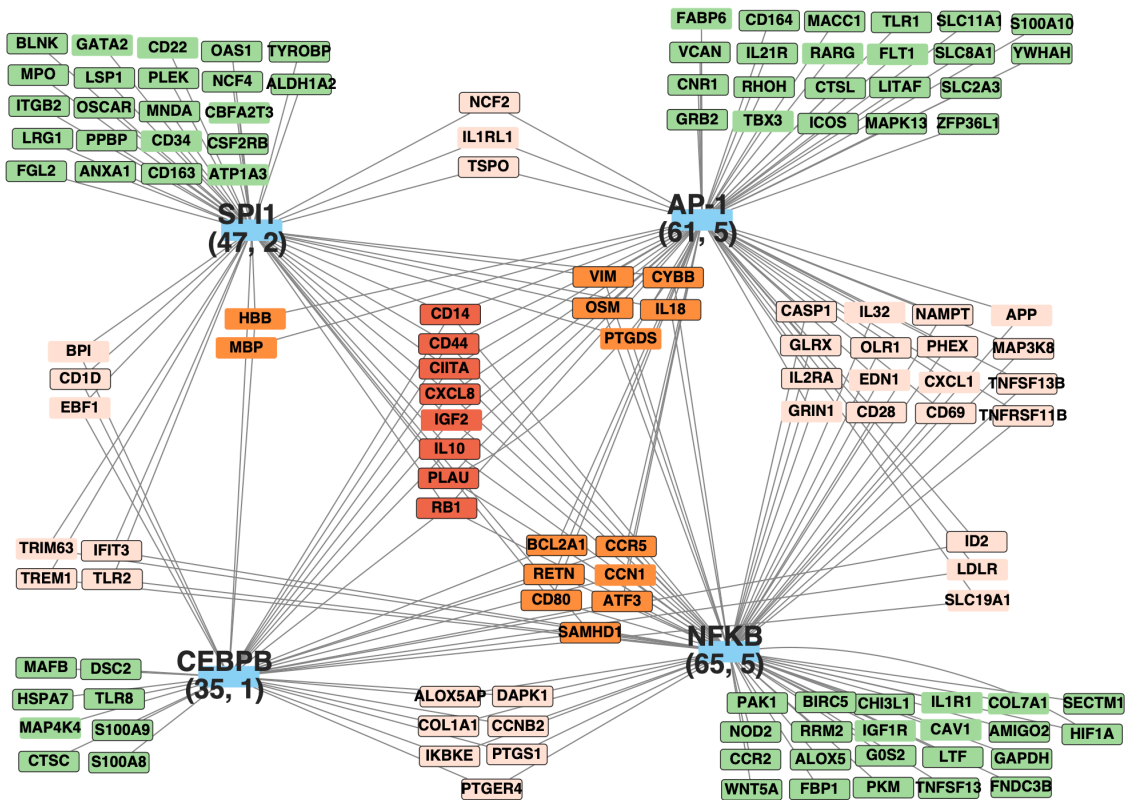 BLNK GATA2 CD22 OAS1 TYROBP
MPO LSP1 PLEK NCF4 ALDH1A2
ITGB2 OSCAR MNDA CBFA2T3
LRG1 PPBP CD34 CSF2RB
FGL2 ANXA1 CD163 ATP1A3
FABP6 CD164 MACC1 TLR1 SLC11A1 S100A10
VCAN IL21R RARG FLT1 SLC8A1 YWHAH
CNR1 RHOH CTSL LITAF SLC2A3
GRB2 TBX3 ICOS MAPK13 ZFP36L1
NCF2
IL1RL1
TSPO
SPI1
(47, 2)
AP-1
(61, 5)
VIM CYBB
OSM IL18
PTGDS
HBB
MBP
CD14
CD44
CIITA
CXCL8
IGF2
IL10
PLAU
RB1
CASP1 IL32 NAMPT APP
GLRX OLR1 PHEX MAP3K8
IL2RA EDN1 CXCL1 TNFSF13B
GRIN1 CD28 CD69 TNFRSF11B
BPI
CD1D
EBF1
TRIM63 IFIT3
TREM1 TLR2
BCL2A1 CCR5
RETN CCN1
CD80 ATF3
SAMHD1
ID2
LDLR
SLC19A1
CEBPB
(35, 1)
NFKB
(65, 5)
MAFB DSC2
HSPA7 TLR8
MAP4K4 S100A9
CTSC S100A8
ALOX5AP DAPK1
COL1A1 CCNB2
IKBKE PTGS1
PTGER4
PAK1 BIRC5 CHI3L1 IL1R1 COL7A1 SECTM1
NOD2 RRM2 IGF1R CAV1 AMIGO2 HIF1A
CCR2 ALOX5 G0S2 LTF GAPDH
WNT5A FBP1 PKM TNFSF13 FNDC3B